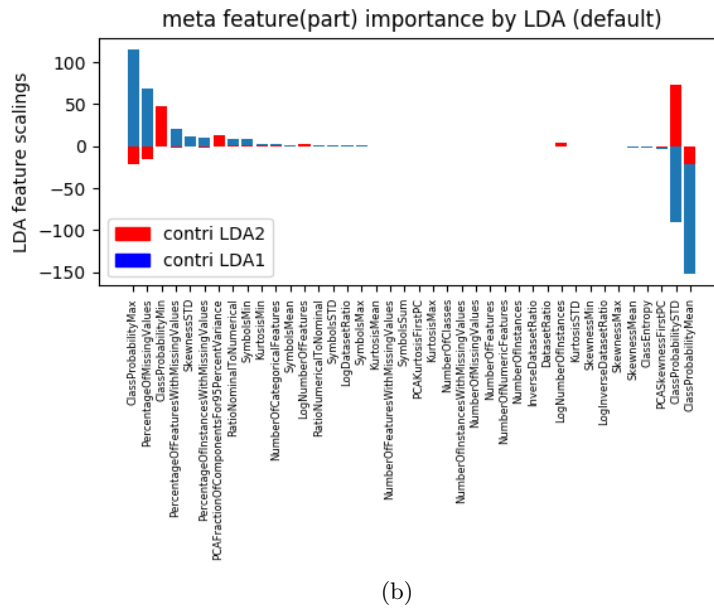 meta feature(part) importance by LDA (default)
LDA feature scalings
100
50
0
−50
−100
−150
contri LDA2
contri LDA1
ClassProbabilityMax
PercentageOfMissingValues
ClassProbabilityMin
PercentageOfFeaturesWithMissingValues
SkewnessSTD
PercentageOfInstancesWithMissingValues
PCAFractionOfComponentsFor95PercentVariance
RatioNominalToNumerical
SymbolsMin
KurtosisMin
NumberOfCategoricalFeatures
SymbolsMean
LogNumberOfFeatures
RatioNumericalToNominal
SymbolsSTD
LogDatasetRatio
SymbolsMax
KurtosisMean
NumberOfFeaturesWithMissingValues
SymbolsSum
PCAKurtosisFirstPC
KurtosisMax
NumberOfClasses
NumberOfInstancesWithMissingValues
NumberOfMissingValues
NumberOfFeatures
NumberOfNumericFeatures
NumberOfInstances
InverseDatasetRatio
DatasetRatio
LogNumberOfInstances
KurtosisSTD
SkewnessMin
LogInverseDatasetRatio
SkewnessMax
SkewnessMean
ClassEntropy
PCASkewnessFirstPC
ClassProbabilitySTD
ClassProbabilityMean
(b)